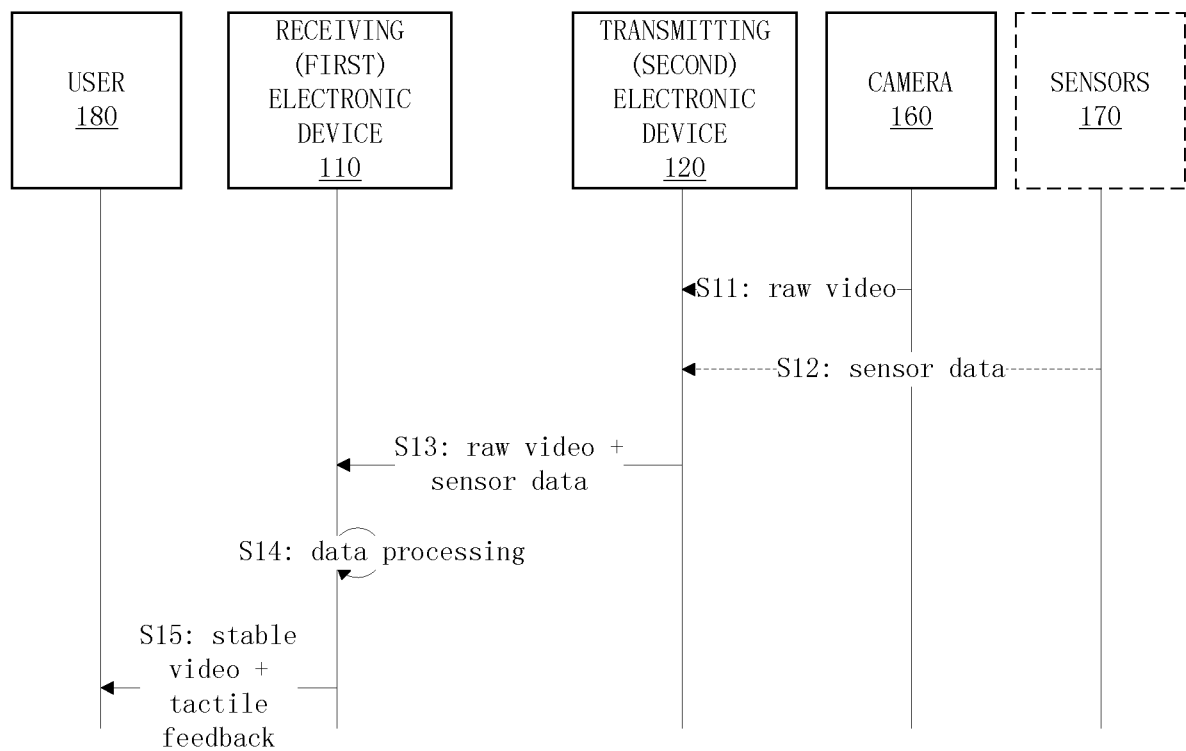 USER
180
RECEIVING
(FIRST)
ELECTRONIC
DEVICE
110
TRANSMITTING
(SECOND)
ELECTRONIC
DEVICE
120
CAMERA
160
SENSORS
170
S11: raw video
S12: sensor data
S13: raw video +
sensor data
S14: data processing
S15: stable
video +
tactile
feedback